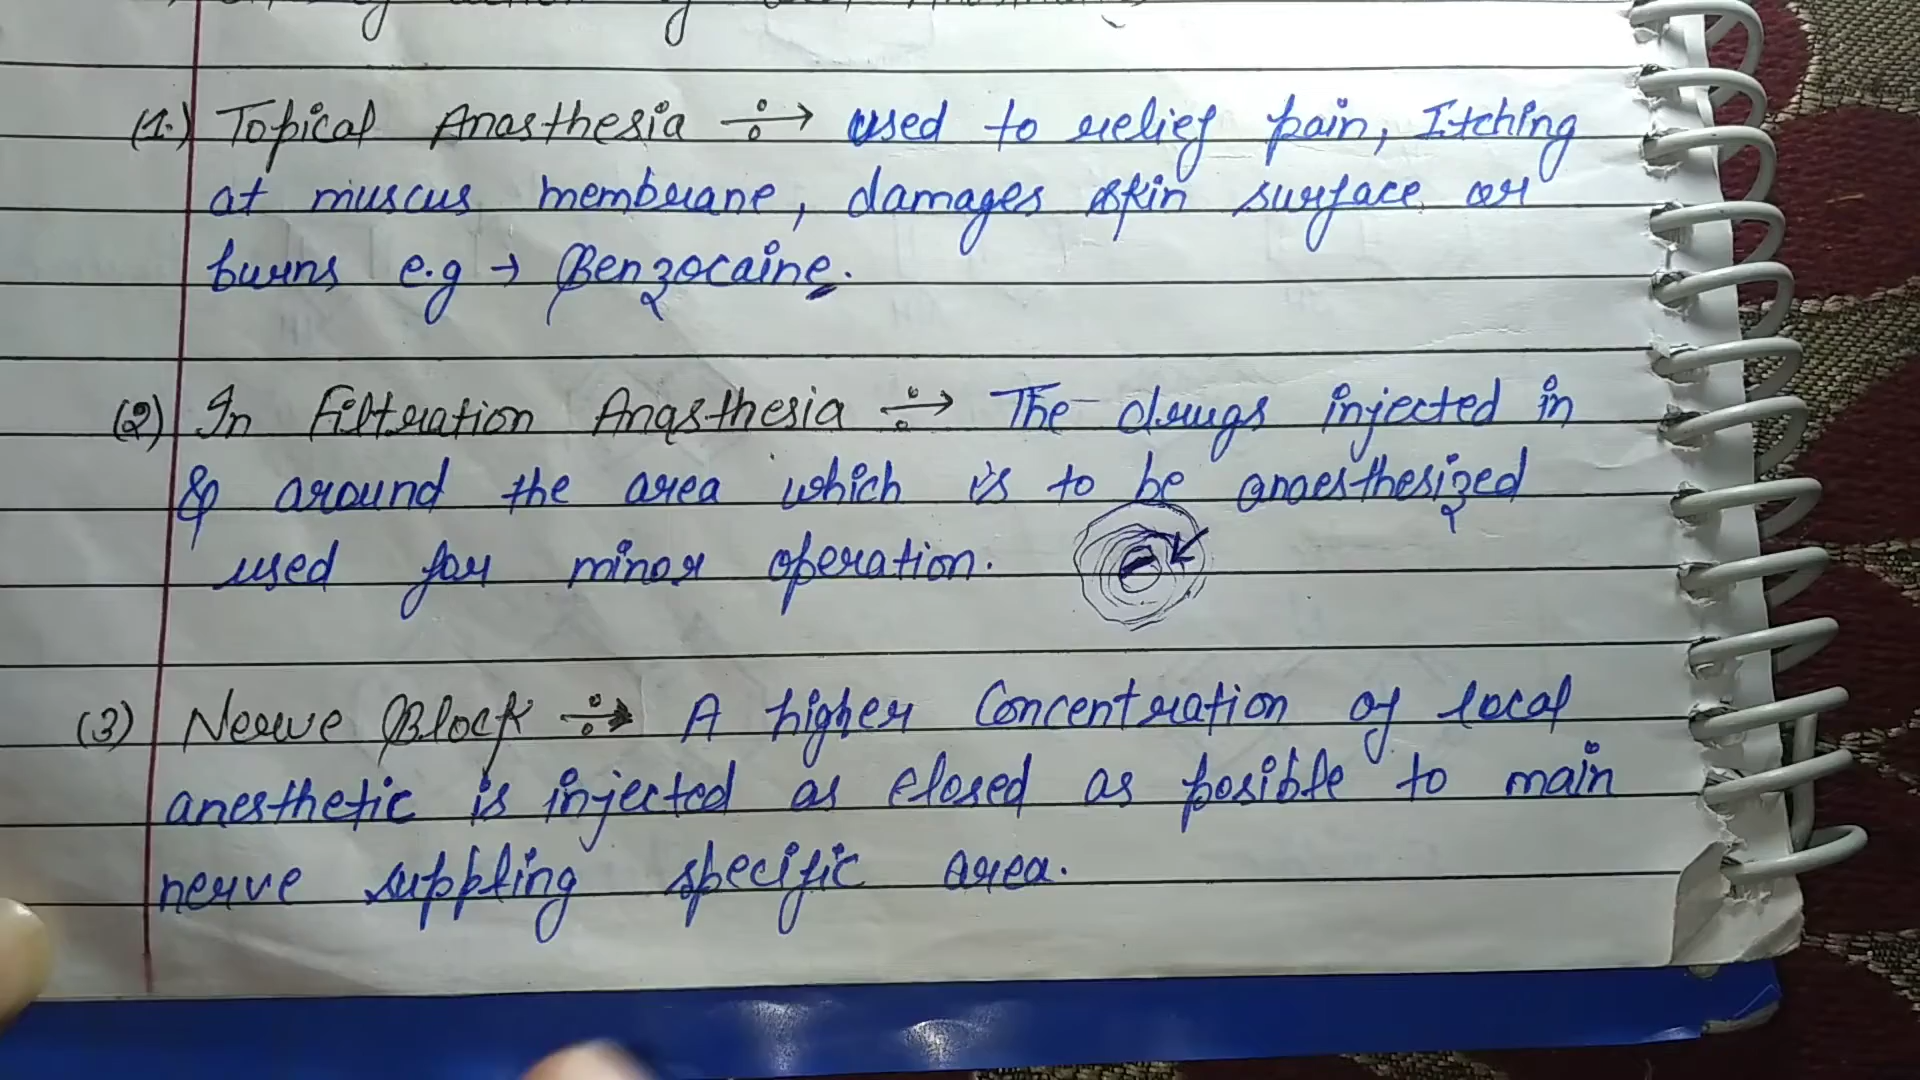 (1.) Topical Anasthesia ÷→ used to relief pain, Itching
at muscus membrane, damages skin surface or
burns e.g → Benzocaine.
(2) In filtration Anasthesia ÷→ The drugs injected in
& around the area which is to be anaesthesized
used for minor operation.
(3) Nerve Block ÷→ A higher Concentration of local
anesthetic is injected as closed as posible to main
nerve suppling specific area.